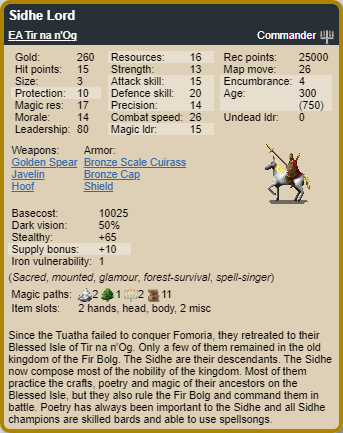 Sidhe Lord
EA Tir na n'Og Commander
Gold: 260 Resources: 16 Rec points: 25000
Hit points: 15 Strength: 13 Map move: 26
Size: 3 Attack skill: 15 Encumbrance: 4
Protection: 10 Defence skill: 20 Age: 300
Magic res: 17 Precision: 14 (750)
Morale: 14 Combat speed: 26 Undead ldr: 0
Leadership: 80 Magic ldr: 15
Weapons: Armor:
Golden Spear Bronze Scale Cuirass
Javelin Bronze Cap
Hoof Shield
Basecost: 10025
Dark vision: 50%
Stealthy: +65
Supply bonus: +10
Iron vulnerability: 1
(Sacred, mounted, glamour, forest-survival, spell-singer)
Magic paths: 2 1 2 11
Item slots: 2 hands, head, body, 2 misc
Since the Tuatha failed to conquer Fomoria, they retreated to their
Blessed Isle of Tir na n'Og. Only a few of them remained in the old
kingdom of the Fir Bolg. The Sidhe are their descendants. The Sidhe
now compose most of the nobility of the kingdom. Most of them
practice the crafts, poetry and magic of their ancestors on the
Blessed Isle, but they also rule the Fir Bolg and command them in
battle. Poetry has always been important to the Sidhe and all Sidhe
champions are skilled bards and able to use spellsongs.